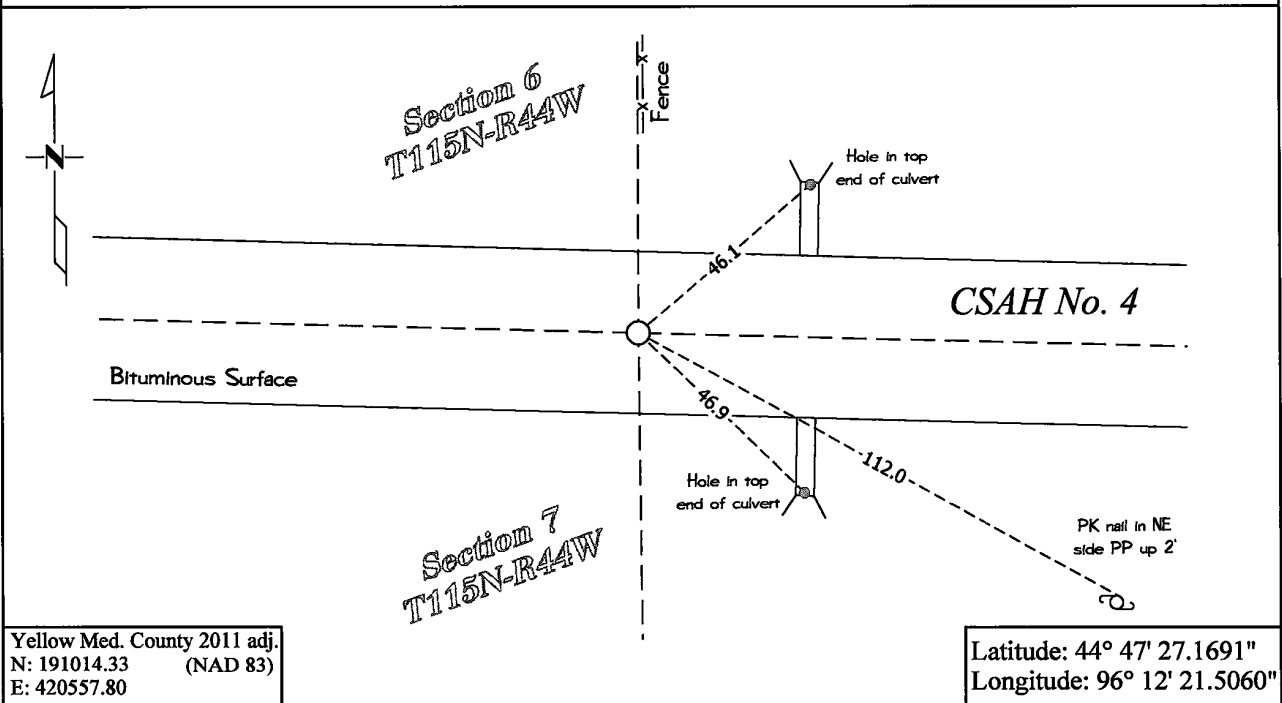 Section 6
T115N-R44W
x
x
Fence
N
Hole in top
end of culvert
46.1
CSAH No. 4
Bituminous Surface
46.9
112.0
Hole in top
end of culvert
PK nail in NE
side PP up 2'
Section 7
T115N-R44W
Yellow Med. County 2011 adj.
N: 191014.33 (NAD 83)
E: 420557.80
Latitude: 44° 47' 27.1691"
Longitude: 96° 12' 21.5060"